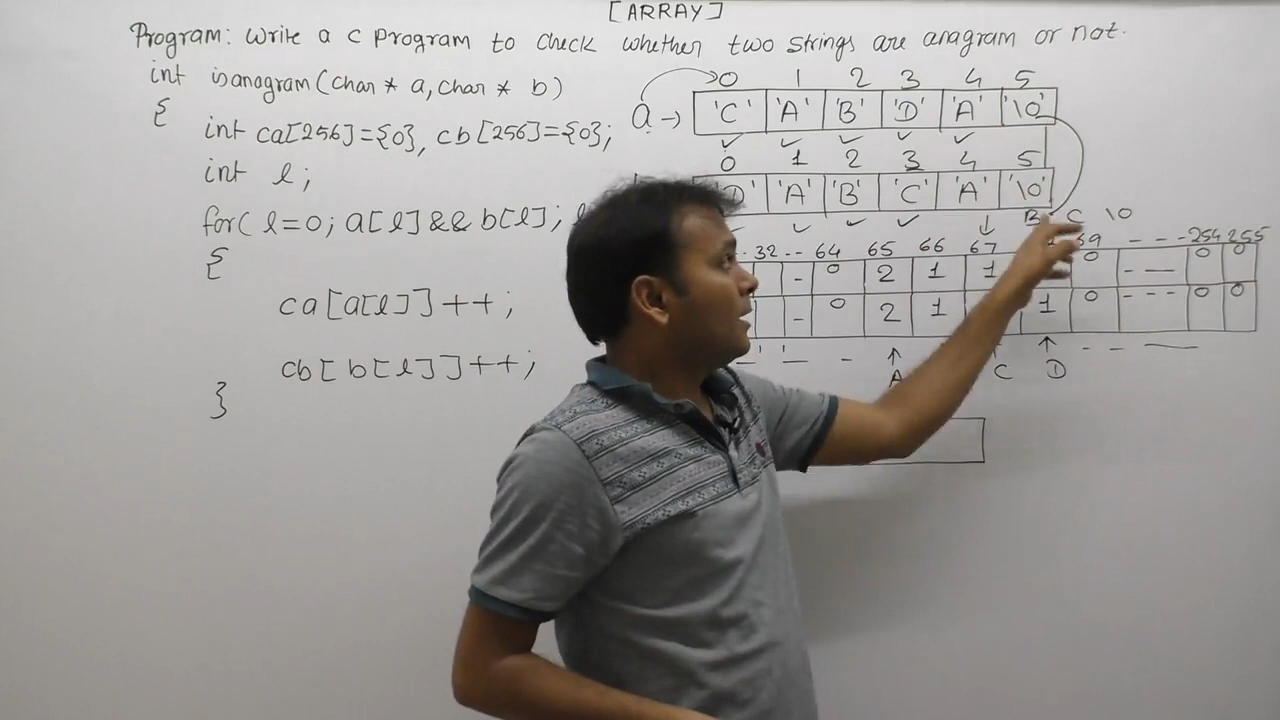 [ARRAY]
Program: Write a c program to check whether two strings are anagram or not.
int isanagram(char * a, char * b)
{
int ca[256]={0}, cb[256]={0};
int l;
for( l=0; a[l]&&b[l];
{
ca[a[l]]++;
cb[b[l]]++;
}
0 1 2 3 4 5
a → 'C' 'A' 'B' 'D' 'A' '\0'
0 1 2 3 4 5
'D' 'A' 'B' 'C' 'A' '\0'
B C \0
32 -- 64 65 66 67 69 --- 254 255
- 0 2 1 1 0 --- 0 0
- 0 2 1 1 0 --- 0 0
A C D